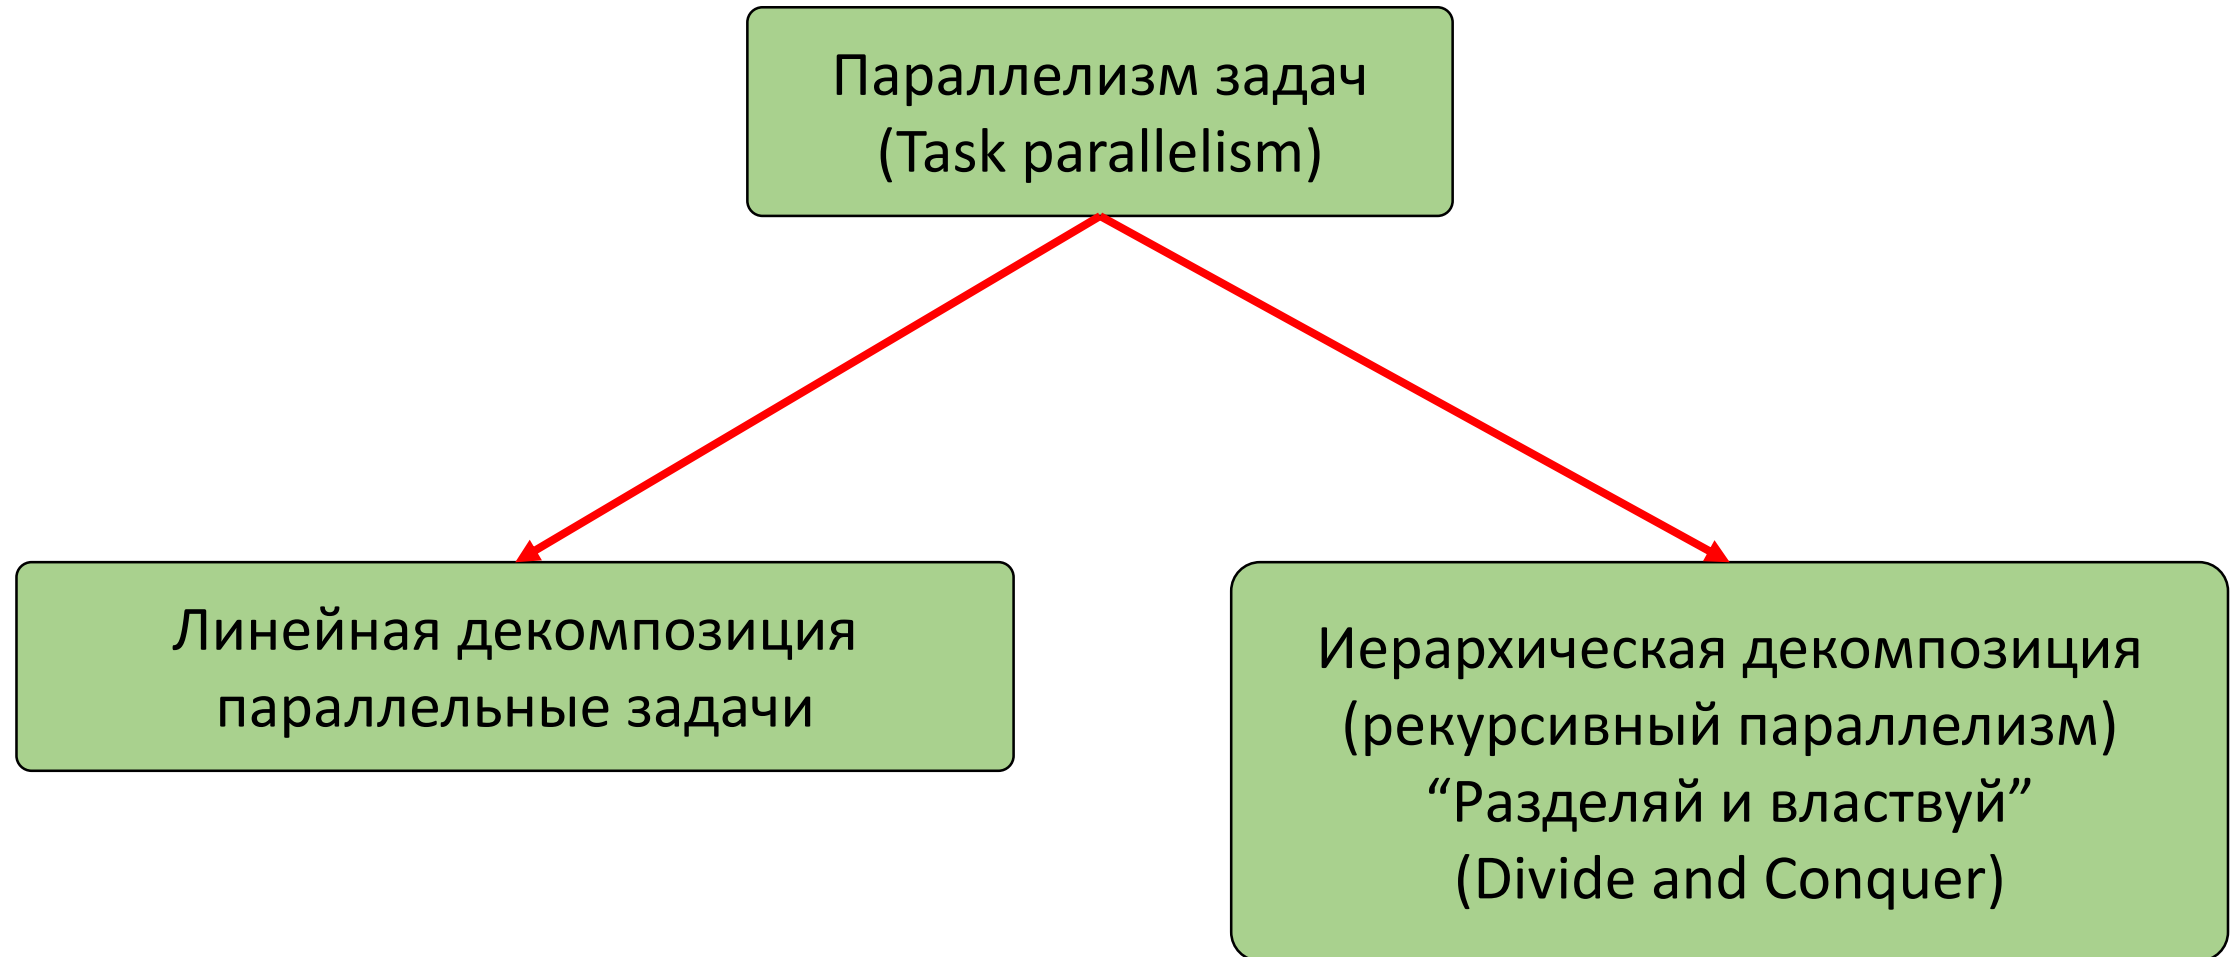 Параллелизм задач
(Task parallelism)
Линейная декомпозиция
параллельные задачи
Иерархическая декомпозиция
(рекурсивный параллелизм)
“Разделяй и властвуй”
(Divide and Conquer)